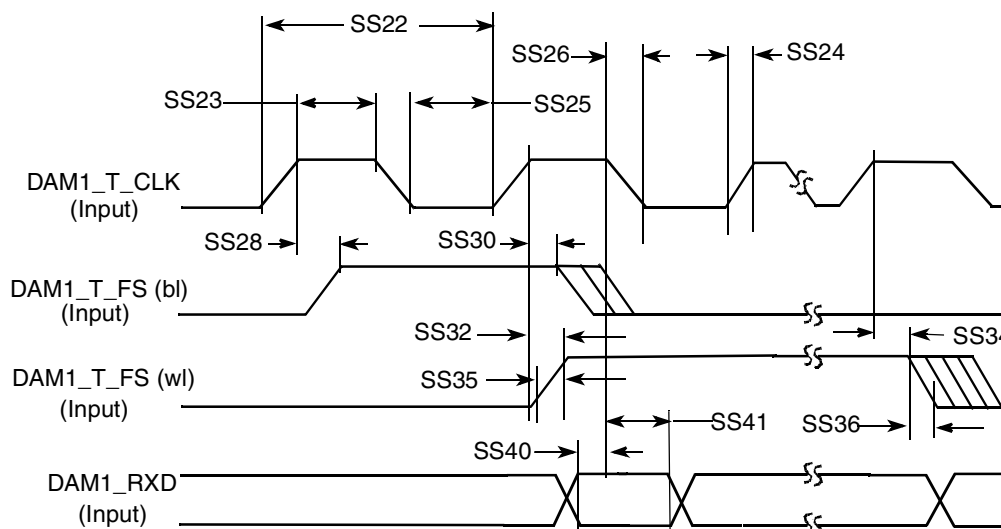 SS22
SS26
SS24
SS23
SS25
DAM1_T_CLK
(Input)
SS28
SS30
DAM1_T_FS (bl)
(Input)
SS32
SS34
DAM1_T_FS (wl)
(Input)
SS35
SS36
SS41
SS40
DAM1_RXD
(Input)